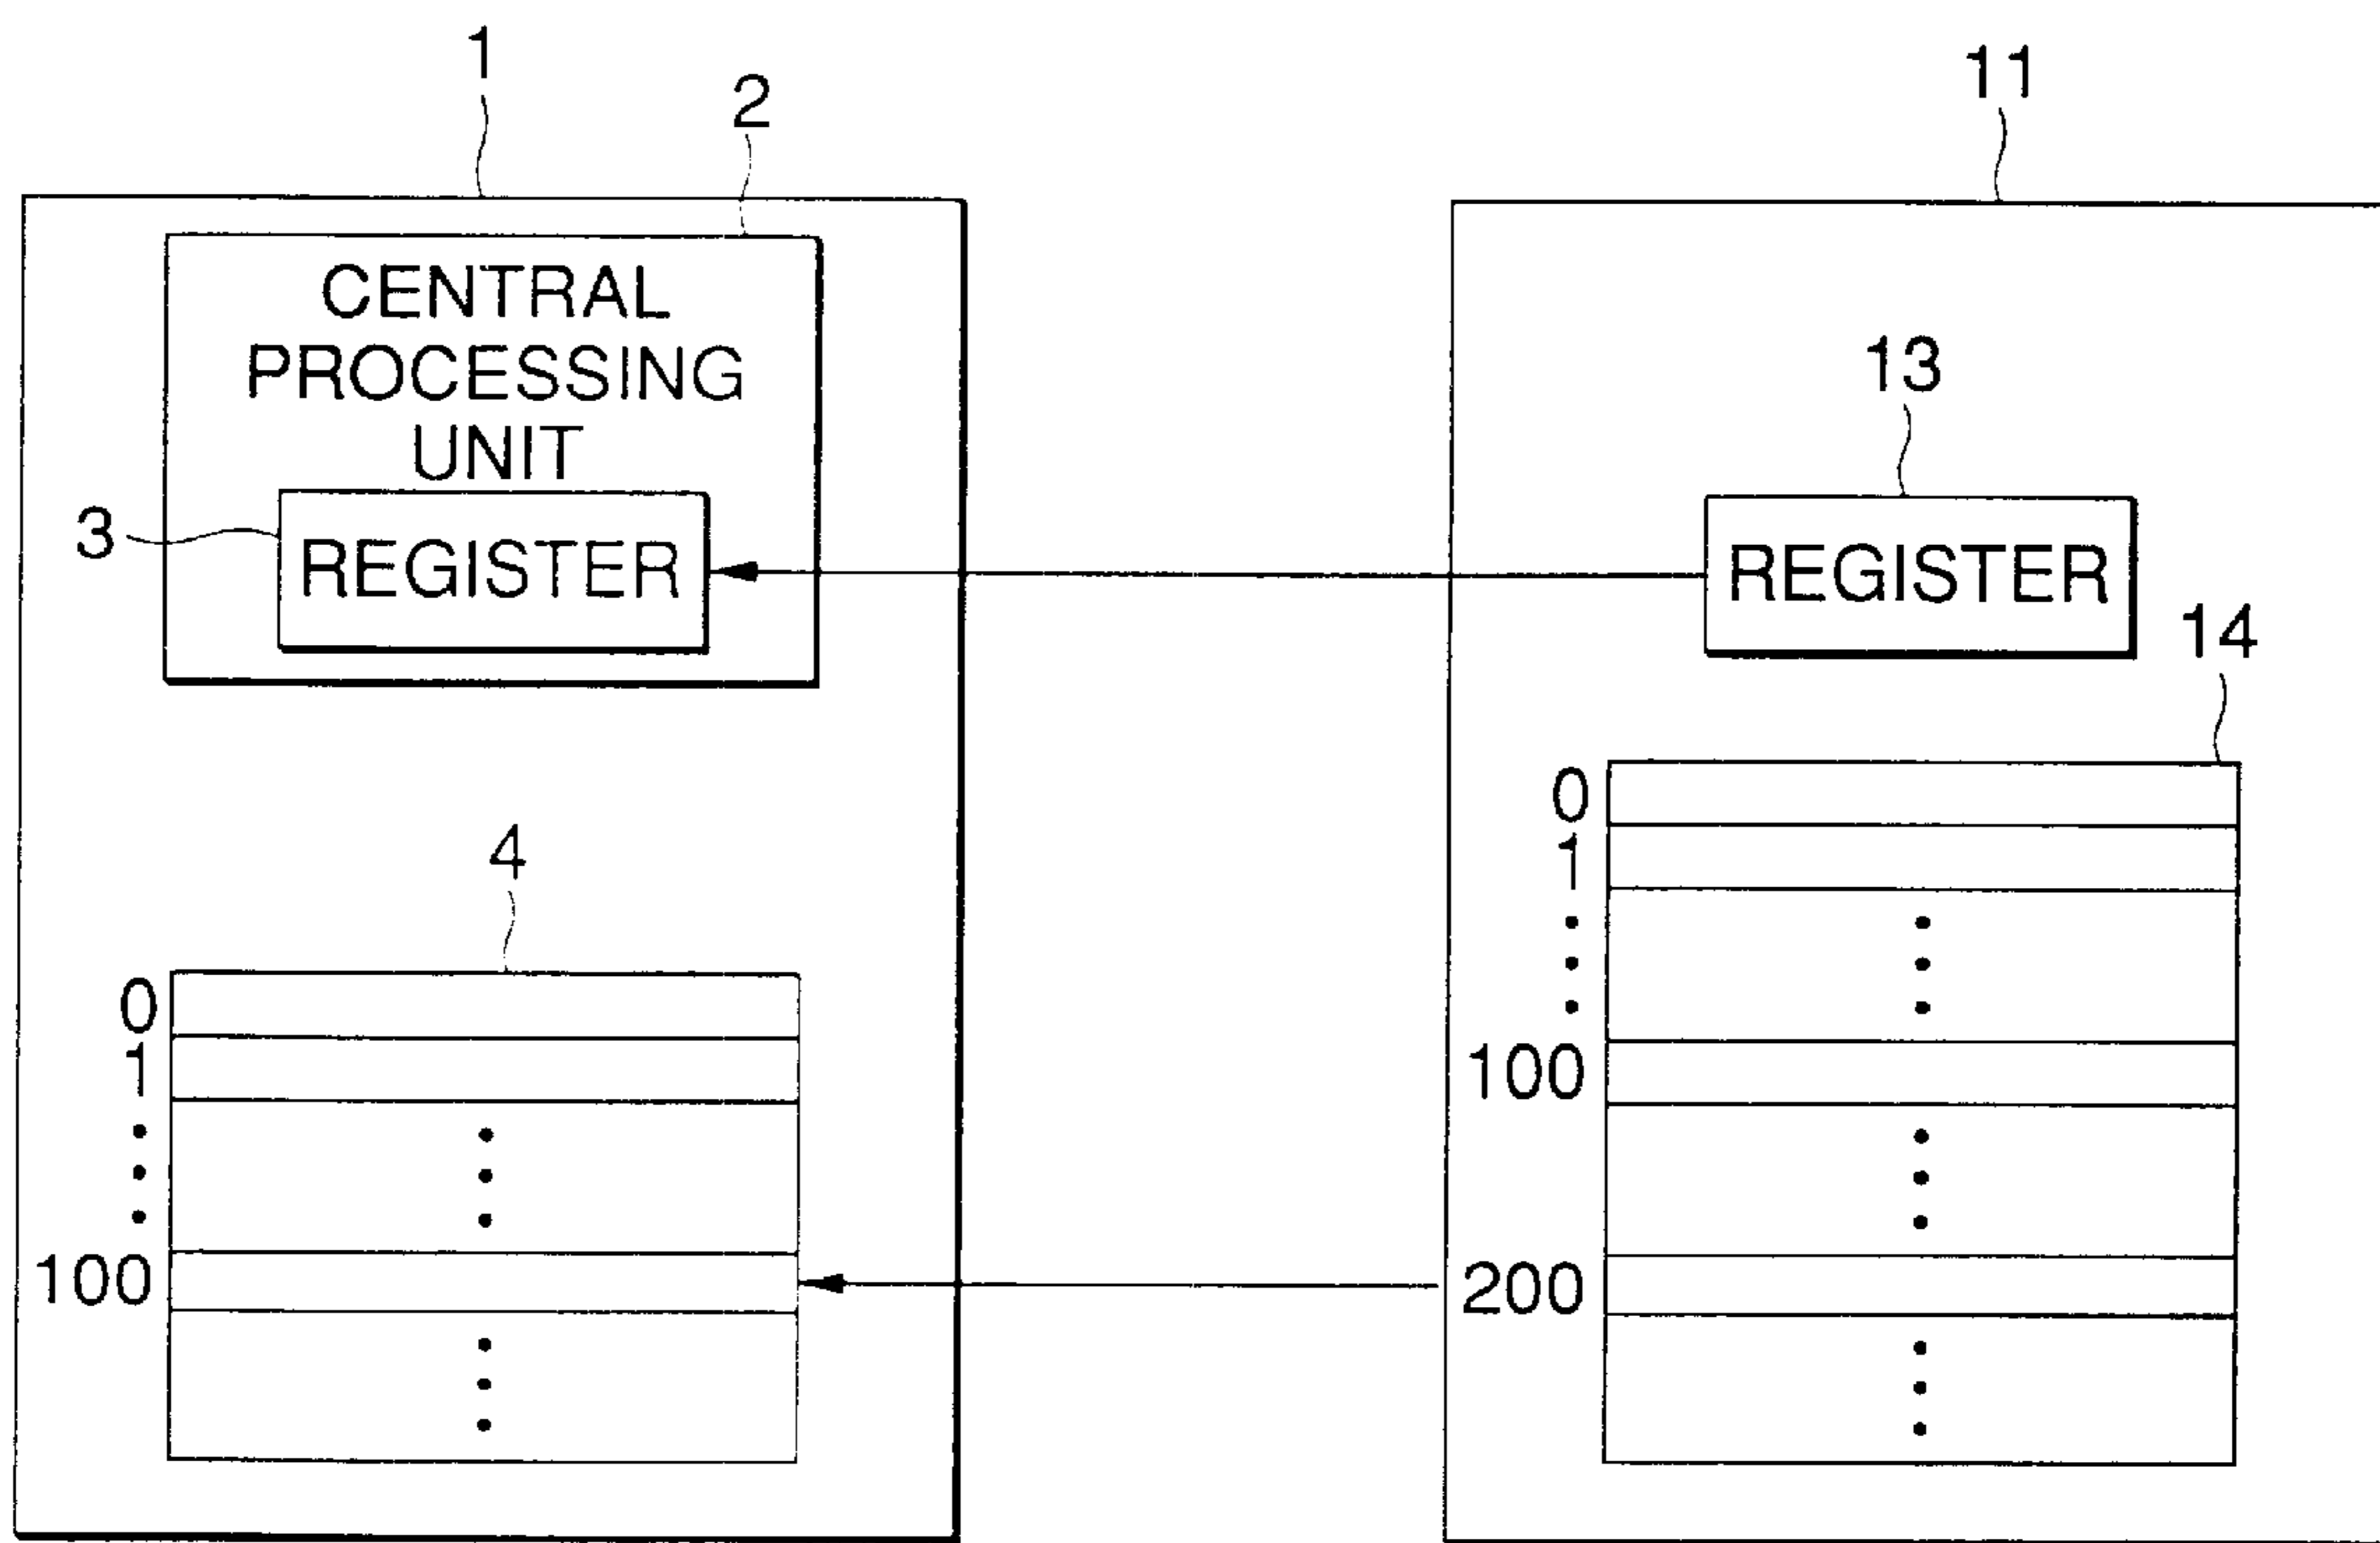 1
2
CENTRAL
PROCESSING
UNIT
3
REGISTER
4
0
1
100
11
13
REGISTER
14
0
1
100
200